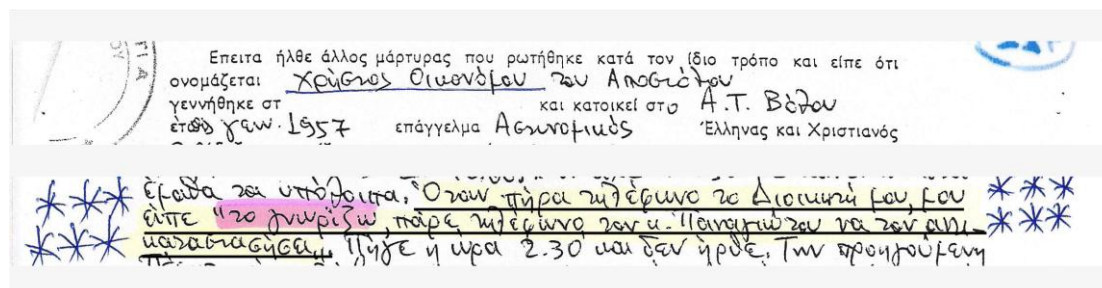 Επειτα ήλθε άλλος μάρτυρας που ρωτήθηκε κατά τον ίδιο τρόπο και είπε ότι
ονομάζεται Χρήστος Οικονόμου του Αποστόλου
γεννήθηκε στ και κατοικεί στο Α.Τ. Βόλου
έτος γεν. 1957 επάγγελμα Αστυνομικός Έλληνας και Χριστιανός
έμαθα τα υπόλοιπα. Όταν πήρα τηλέφωνο το Διοικητή μου, μου
είπε "το γνωρίζω, πάρε τηλέφωνο τον κ. Παναγιώτου να τον αντι-
καταστήσει". Πήγε η ώρα 2.30 και δεν ήρθε. Την προηγούμενη